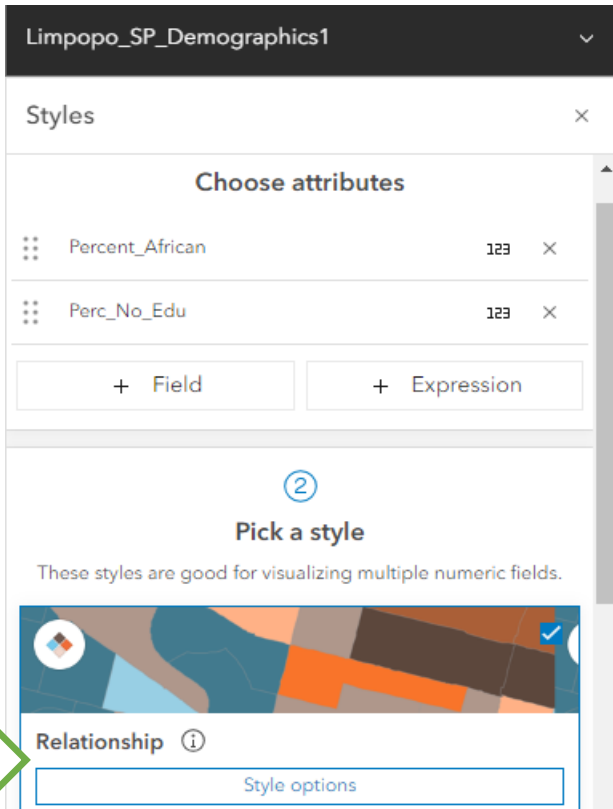 Limpopo_SP_Demographics1
Styles
Choose attributes
Percent_African 123
Perc_No_Edu 123
+ Field + Expression
2
Pick a style
These styles are good for visualizing multiple numeric fields.
Relationship
Style options